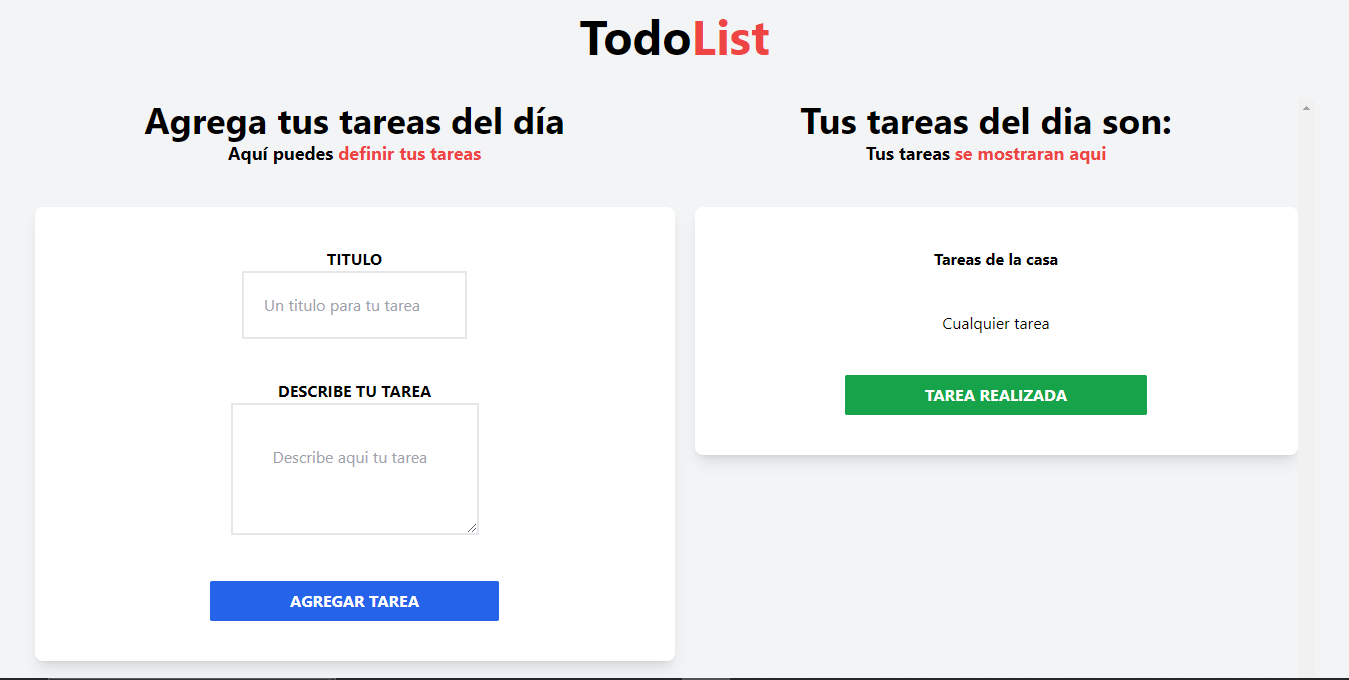 TodoList
Agrega tus tareas del día
Aquí puedes definir tus tareas
TITULO
Un titulo para tu tarea
DESCRIBE TU TAREA
Describe aqui tu tarea
AGREGAR TAREA
Tus tareas del dia son:
Tus tareas se mostraran aqui
Tareas de la casa
Cualquier tarea
TAREA REALIZADA